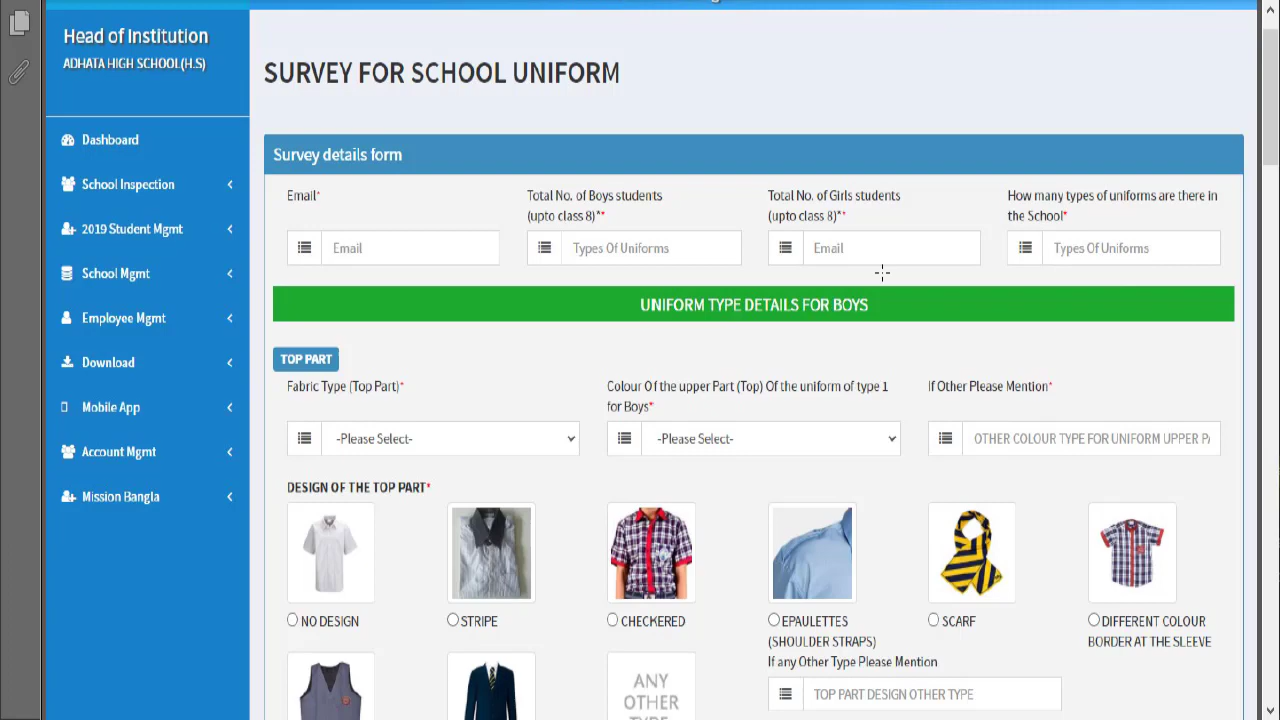 Head of Institution
ADHATA HIGH SCHOOL(H.S)
Dashboard
School Inspection
2019 Student Mgmt
School Mgmt
Employee Mgmt
Download
Mobile App
Account Mgmt
Mission Bangla
SURVEY FOR SCHOOL UNIFORM
Survey details form
Email*
Total No. of Boys students
(upto class 8)**
Total No. of Girls students
(upto class 8)**
How many types of uniforms are there in
the School*
Email
Types Of Uniforms
Email
Types Of Uniforms
UNIFORM TYPE DETAILS FOR BOYS
TOP PART
Fabric Type (Top Part)*
Colour Of the upper Part (Top) Of the uniform of type 1
for Boys*
If Other Please Mention*
-Please Select-
-Please Select-
OTHER COLOUR TYPE FOR UNIFORM UPPER PA
DESIGN OF THE TOP PART*
NO DESIGN
STRIPE
CHECKERED
EPAULETTES
(SHOULDER STRAPS)
SCARF
DIFFERENT COLOUR
BORDER AT THE SLEEVE
If any Other Type Please Mention
TOP PART DESIGN OTHER TYPE
ANY
OTHER
TYPE